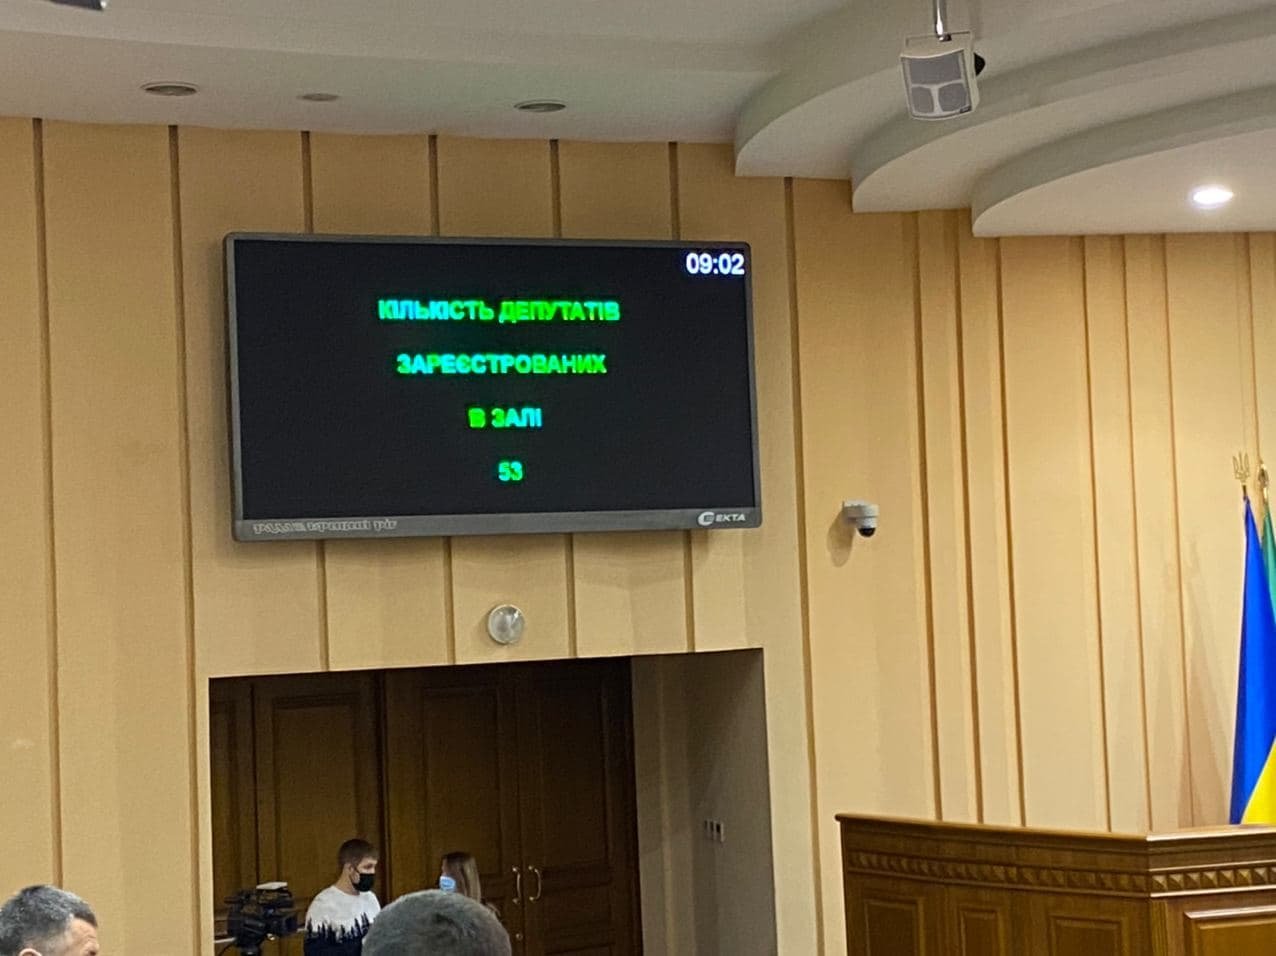 09:02
КІЛЬКІСТЬ ДЕПУТАТІВ
ЗАРЕЄСТРОВАНИХ
В ЗАЛІ
53
EKTA